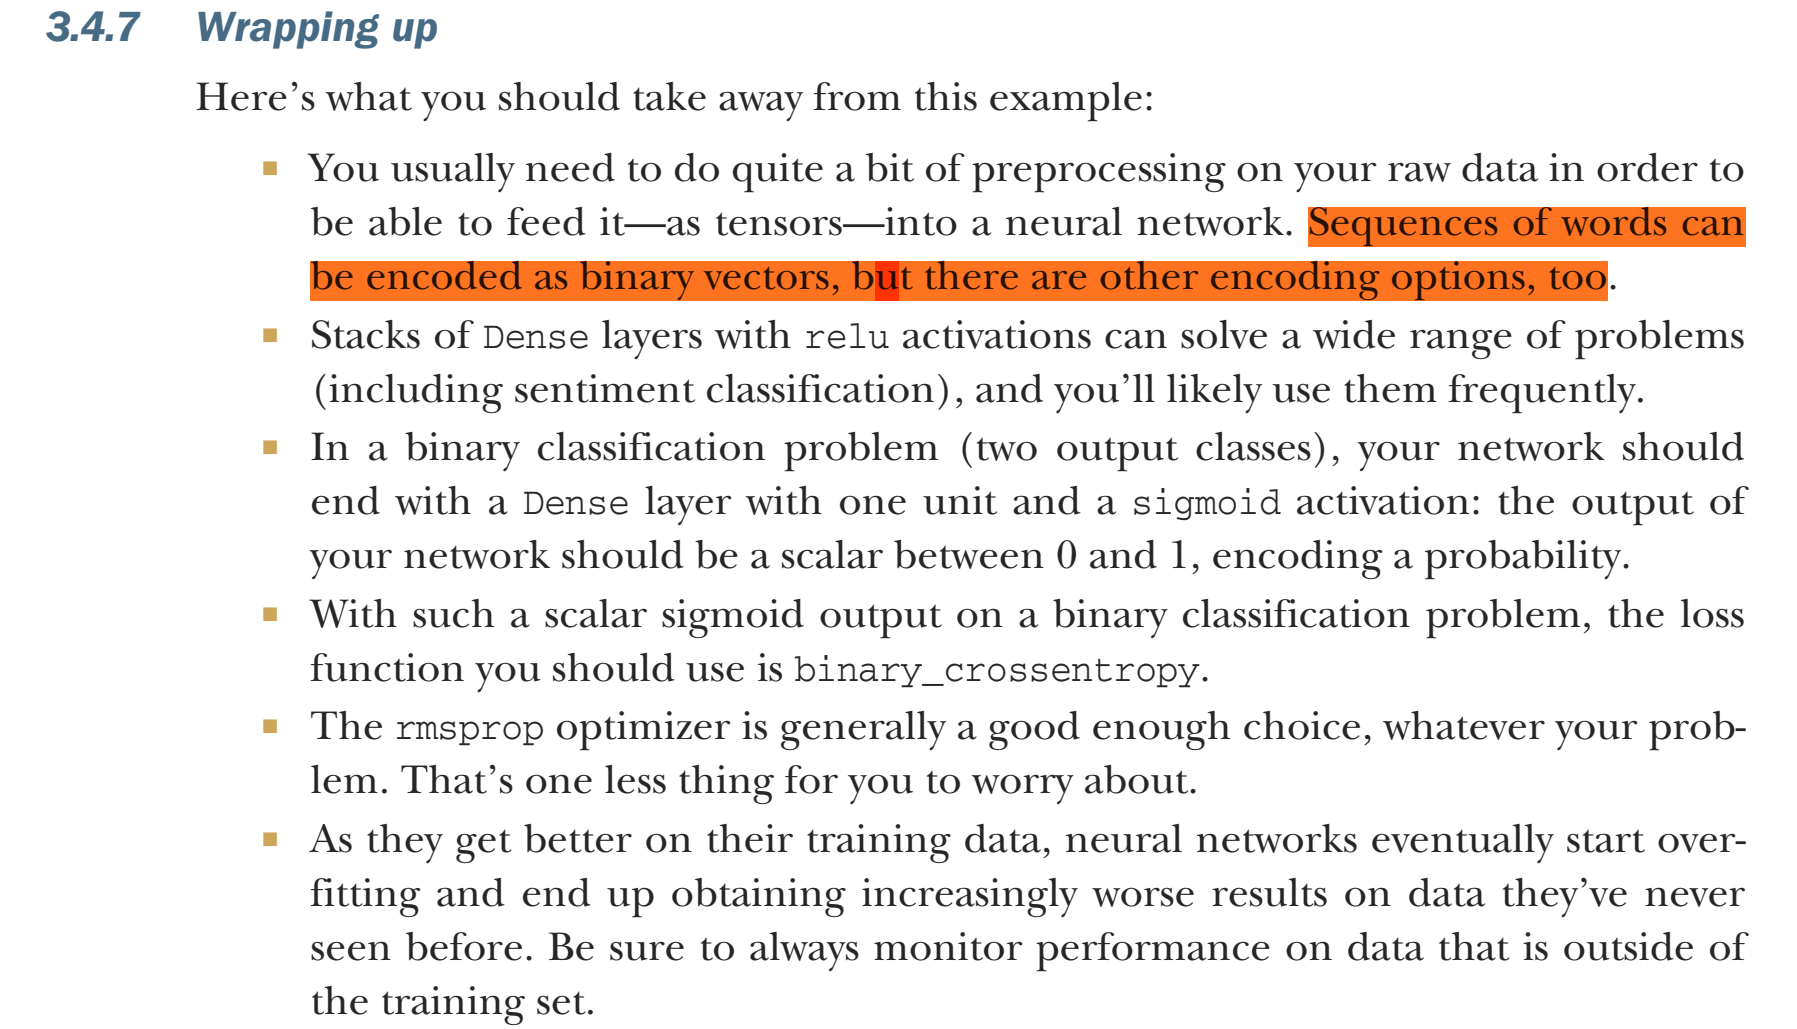 3.4.7 Wrapping up
Here’s what you should take away from this example:
■ You usually need to do quite a bit of preprocessing on your raw data in order to
be able to feed it—as tensors—into a neural network. Sequences of words can
be encoded as binary vectors, but there are other encoding options, too.
■ Stacks of Dense layers with relu activations can solve a wide range of problems
(including sentiment classification), and you’ll likely use them frequently.
■ In a binary classification problem (two output classes), your network should
end with a Dense layer with one unit and a sigmoid activation: the output of
your network should be a scalar between 0 and 1, encoding a probability.
■ With such a scalar sigmoid output on a binary classification problem, the loss
function you should use is binary_crossentropy.
■ The rmsprop optimizer is generally a good enough choice, whatever your prob-
lem. That’s one less thing for you to worry about.
■ As they get better on their training data, neural networks eventually start over-
fitting and end up obtaining increasingly worse results on data they’ve never
seen before. Be sure to always monitor performance on data that is outside of
the training set.